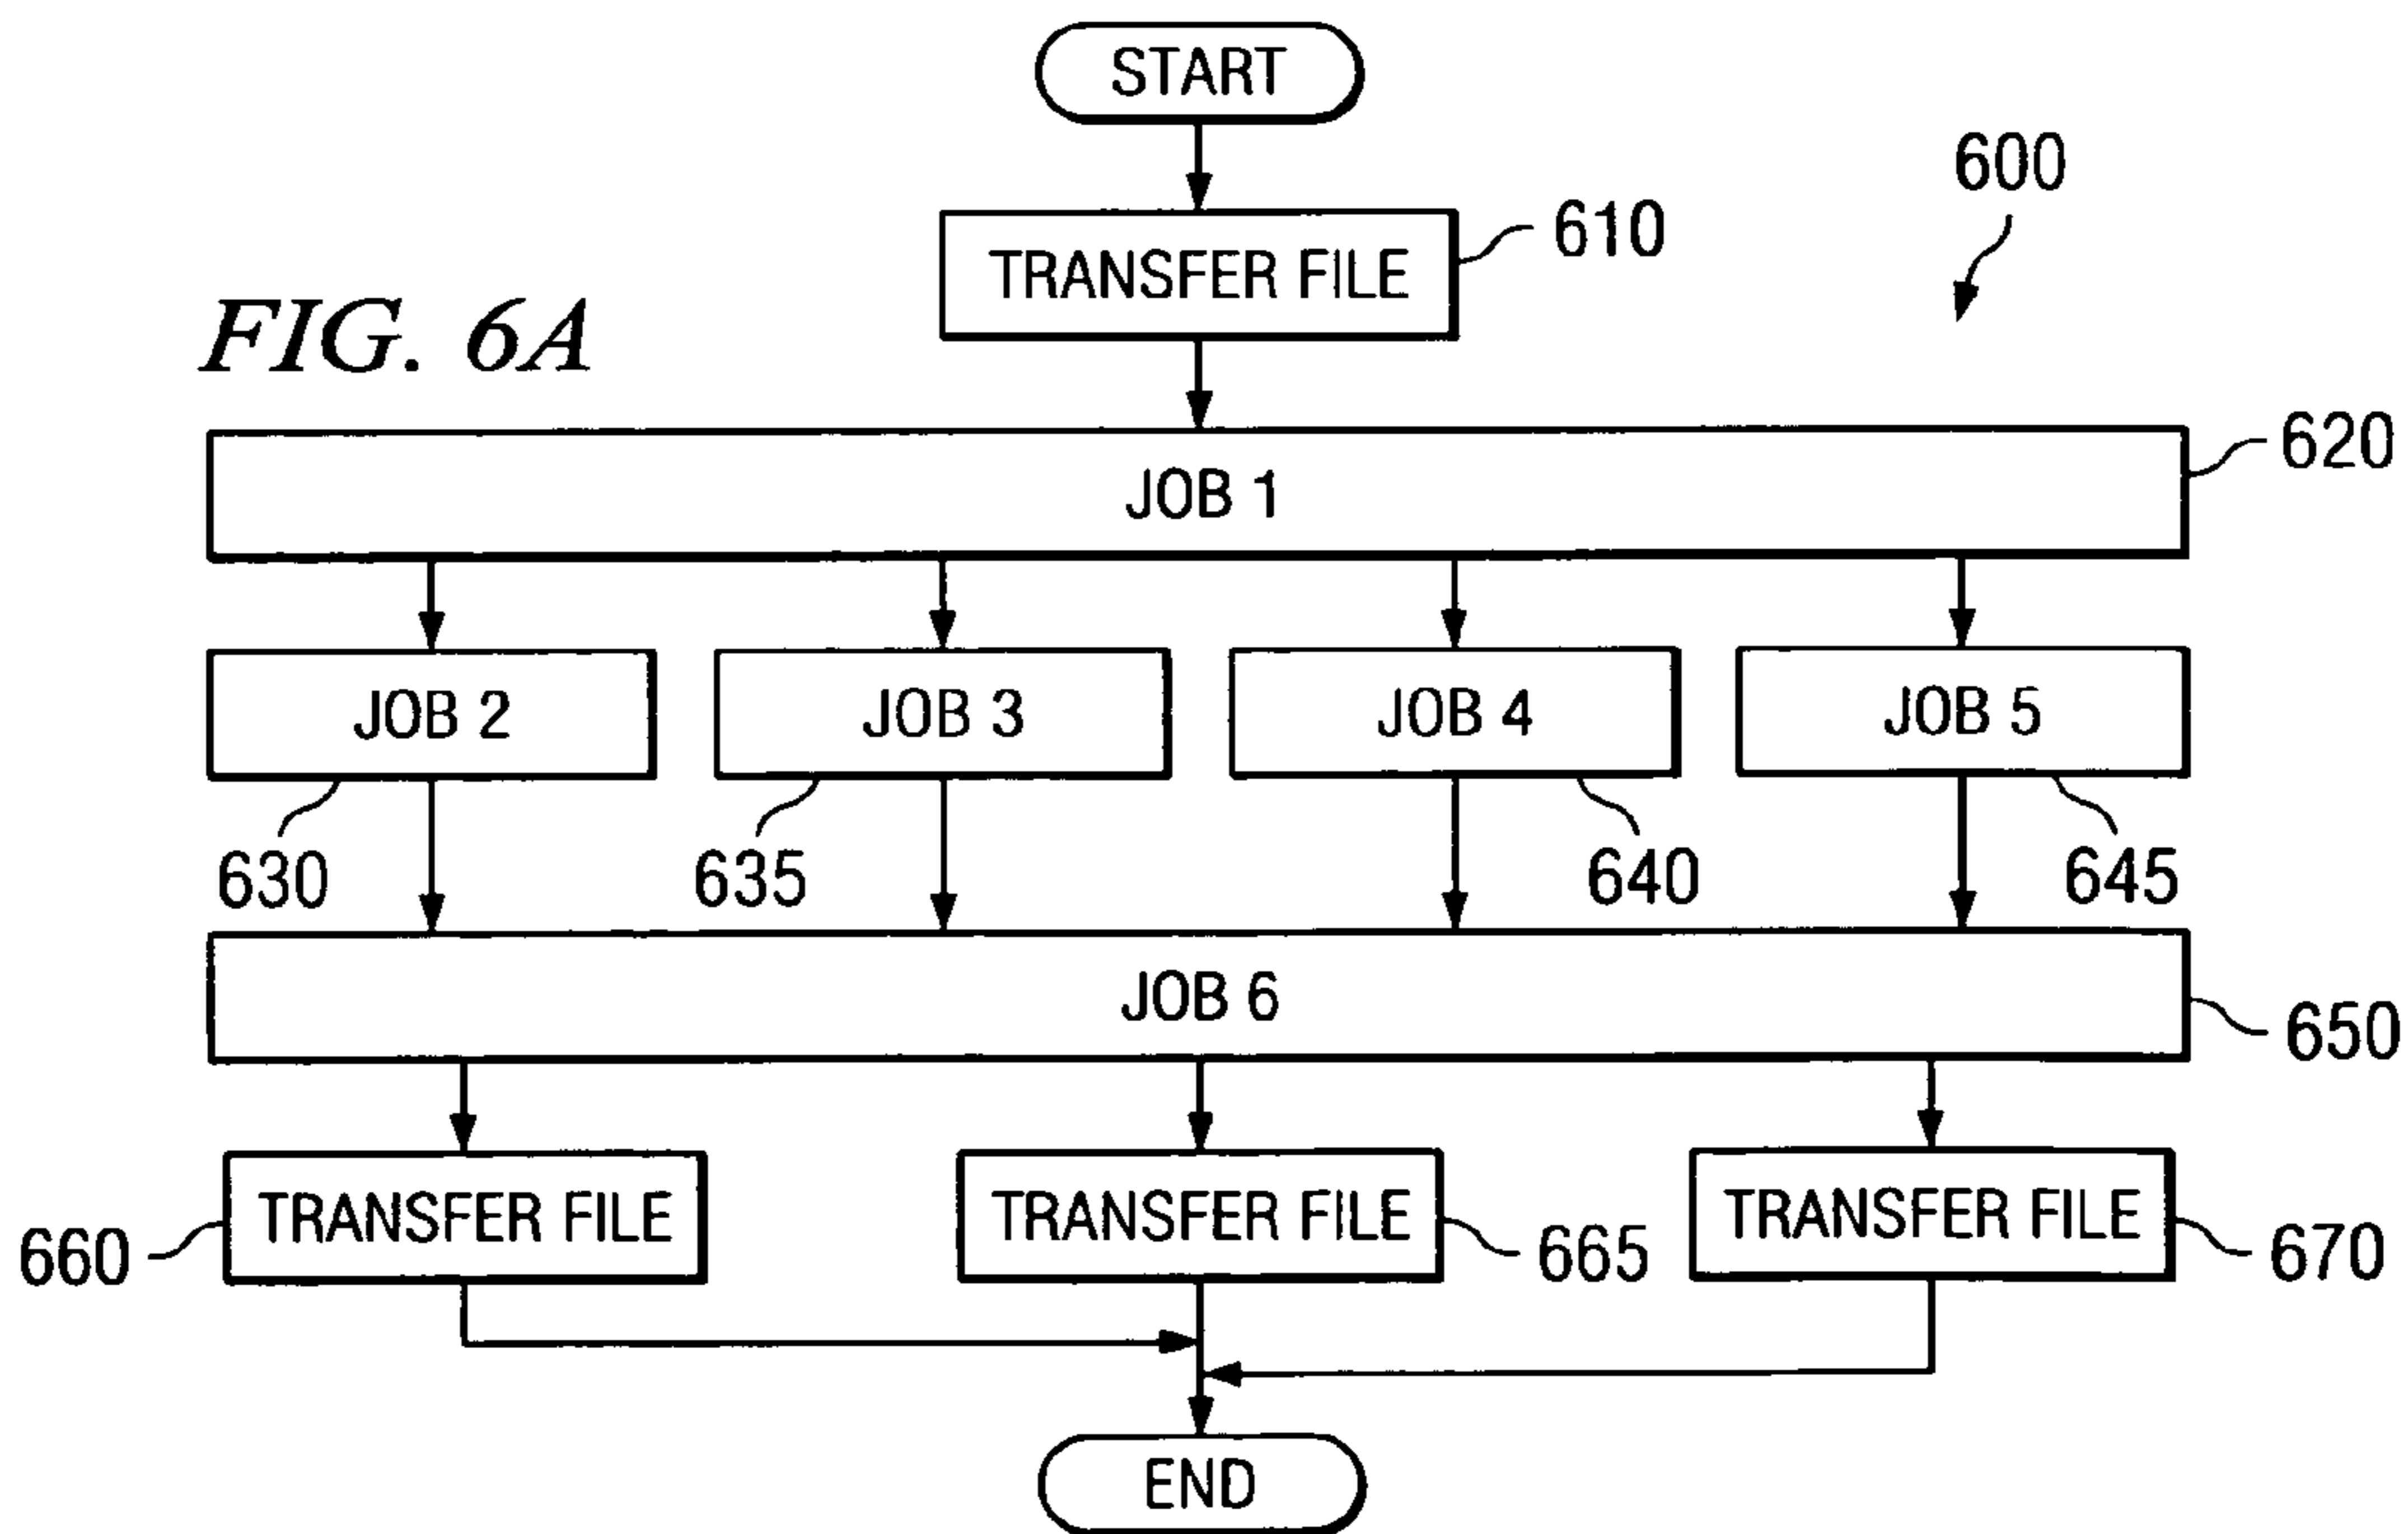 START
600
610
TRANSFER FILE
FIG. 6A
620
JOB 1
JOB 2
JOB 3
JOB 4
JOB 5
630
635
640
645
JOB 6
650
TRANSFER FILE
TRANSFER FILE
TRANSFER FILE
660
665
670
END